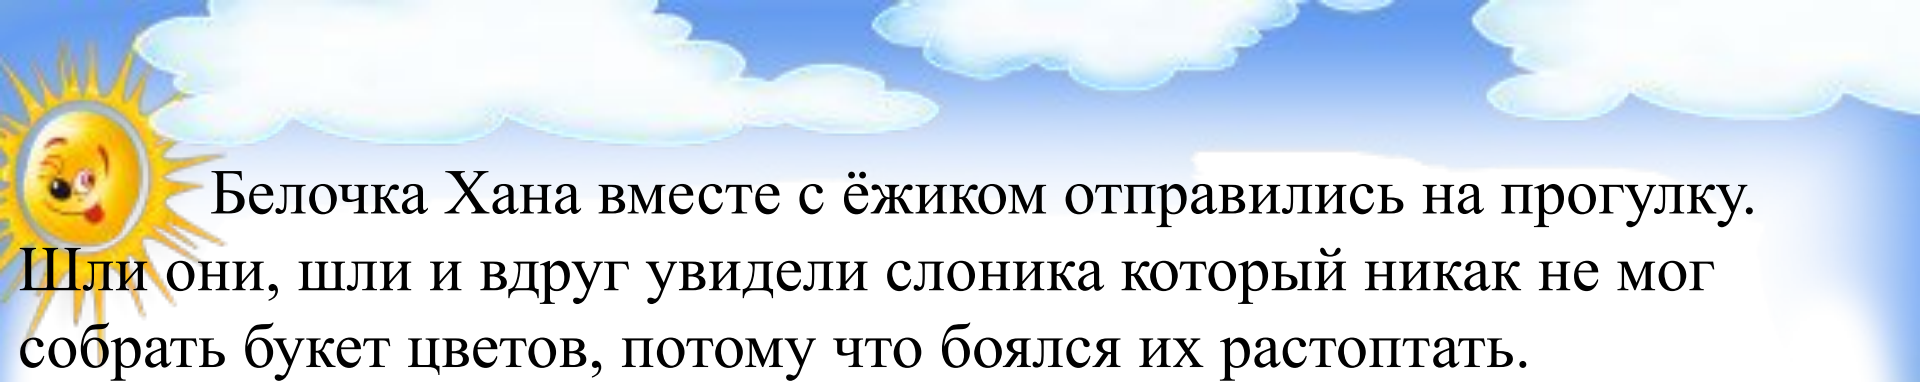 Белочка Хана вместе с ёжиком отправились на прогулку.
Шли они, шли и вдруг увидели слоника который никак не мог
собрать букет цветов, потому что боялся их растоптать.